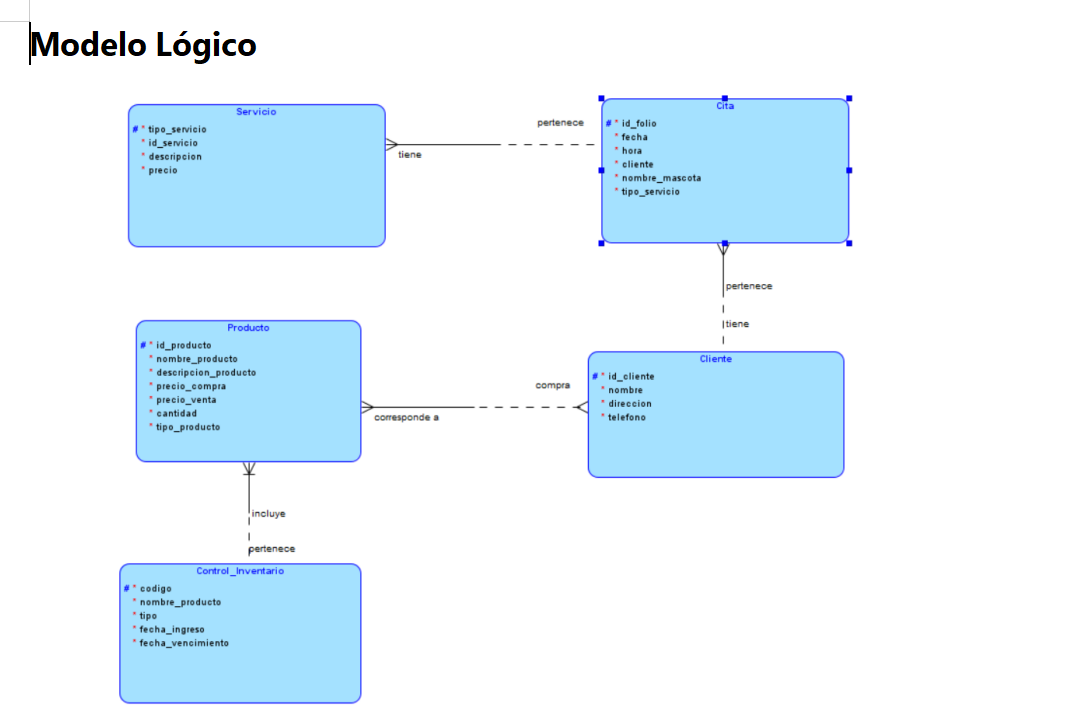 Modelo Lógico
Servicio
# * tipo_servicio
* id_servicio
* descripcion
* precio
tiene
pertenece
Cita
# * id_folio
* fecha
* hora
* cliente
* nombre_mascota
* tipo_servicio
pertenece
tiene
Producto
# * id_producto
* nombre_producto
* descripcion_producto
* precio_compra
* precio_venta
* cantidad
* tipo_producto
corresponde a
compra
Cliente
# * id_cliente
* nombre
* direccion
* telefono
incluye
pertenece
Control_Inventario
# * codigo
* nombre_producto
* tipo
* fecha_ingreso
* fecha_vencimiento